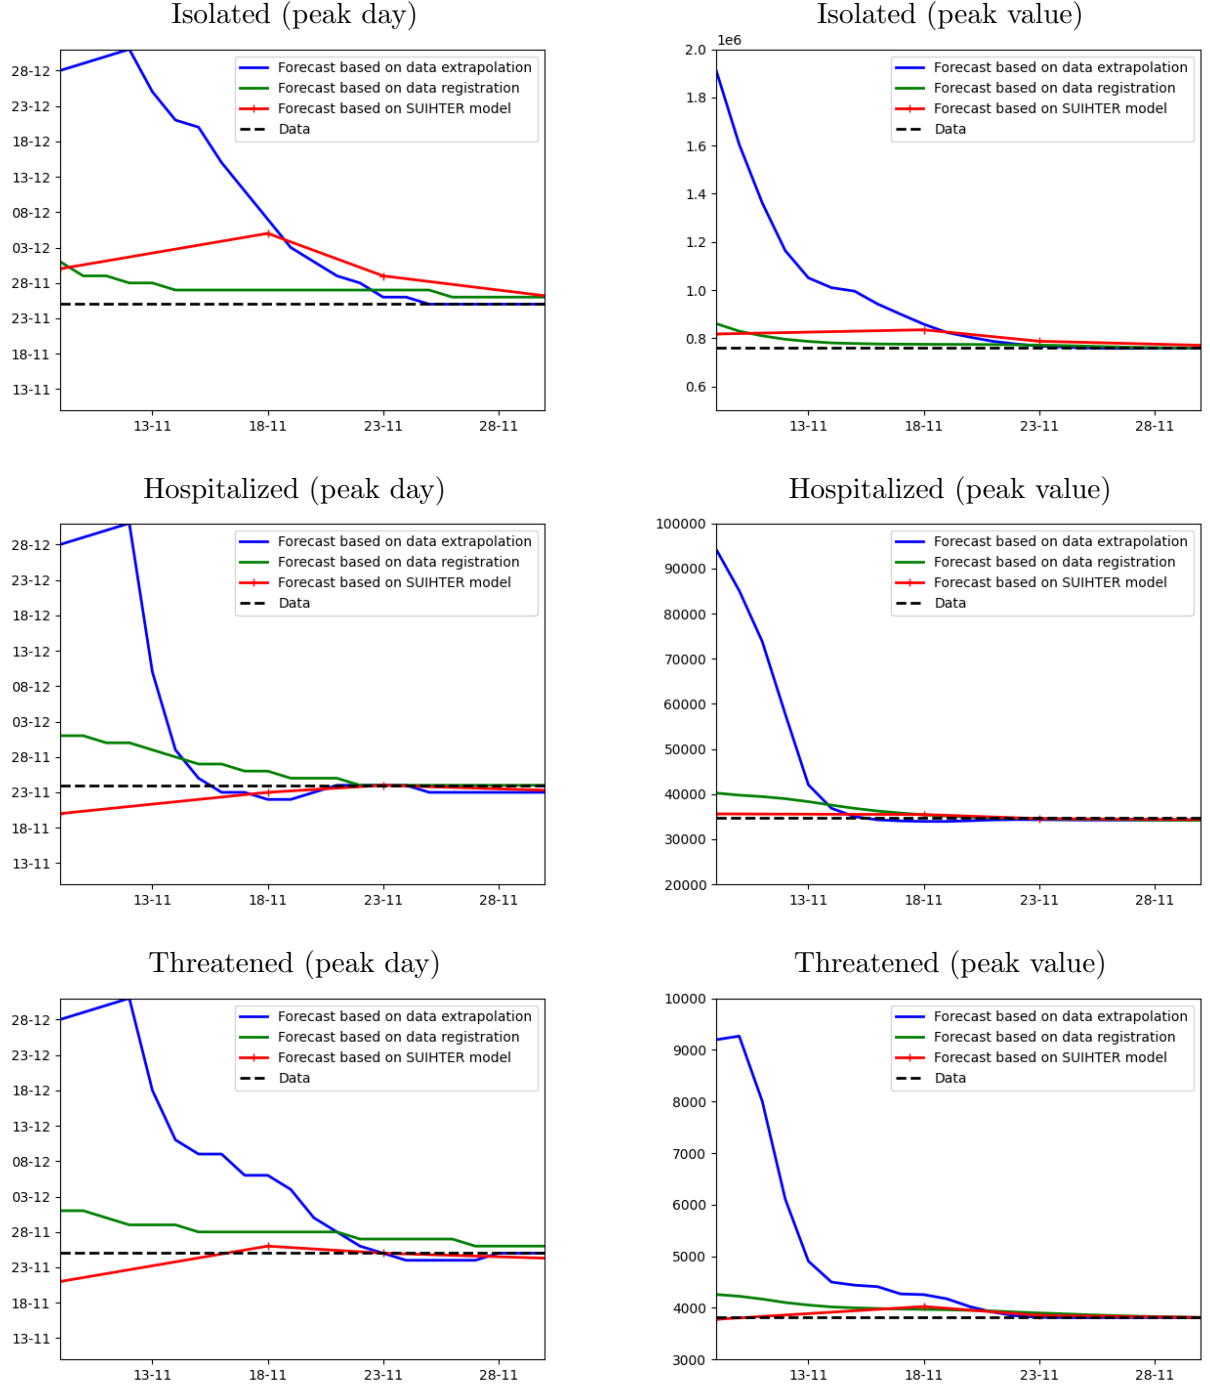 Isolated (peak day)
28-12
23-12
18-12
13-12
08-12
03-12
28-11
23-11
18-11
13-11
Forecast based on data extrapolation
Forecast based on data registration
Forecast based on SUIHTER model
Data
13-11 18-11 23-11 28-11
Isolated (peak value)
1e6
2.0
1.8
1.6
1.4
1.2
1.0
0.8
0.6
Forecast based on data extrapolation
Forecast based on data registration
Forecast based on SUIHTER model
Data
13-11 18-11 23-11 28-11
Hospitalized (peak day)
28-12
23-12
18-12
13-12
08-12
03-12
28-11
23-11
18-11
13-11
Forecast based on data extrapolation
Forecast based on data registration
Forecast based on SUIHTER model
Data
13-11 18-11 23-11 28-11
Hospitalized (peak value)
100000
90000
80000
70000
60000
50000
40000
30000
20000
Forecast based on data extrapolation
Forecast based on data registration
Forecast based on SUIHTER model
Data
13-11 18-11 23-11 28-11
Threatened (peak day)
28-12
23-12
18-12
13-12
08-12
03-12
28-11
23-11
18-11
13-11
Forecast based on data extrapolation
Forecast based on data registration
Forecast based on SUIHTER model
Data
13-11 18-11 23-11 28-11
Threatened (peak value)
10000
9000
8000
7000
6000
5000
4000
3000
Forecast based on data extrapolation
Forecast based on data registration
Forecast based on SUIHTER model
Data
13-11 18-11 23-11 28-11